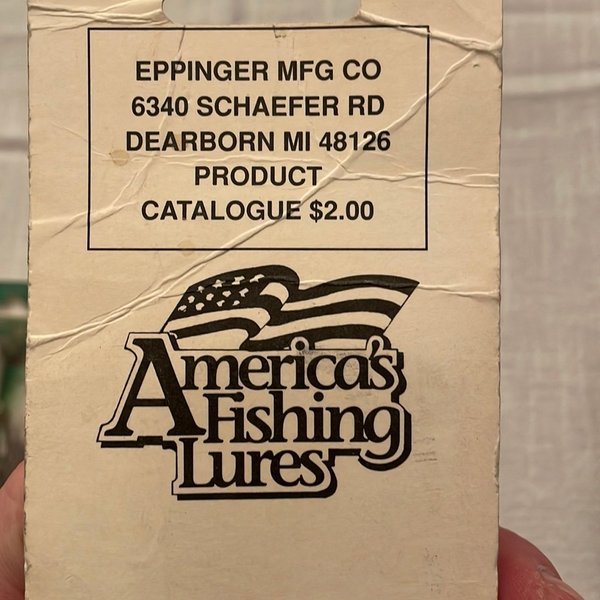 EPPINGER MFG CO
6340 SCHAEFER RD
DEARBORN MI 48126
PRODUCT
CATALOGUE $2.00
America's
Fishing
Lures